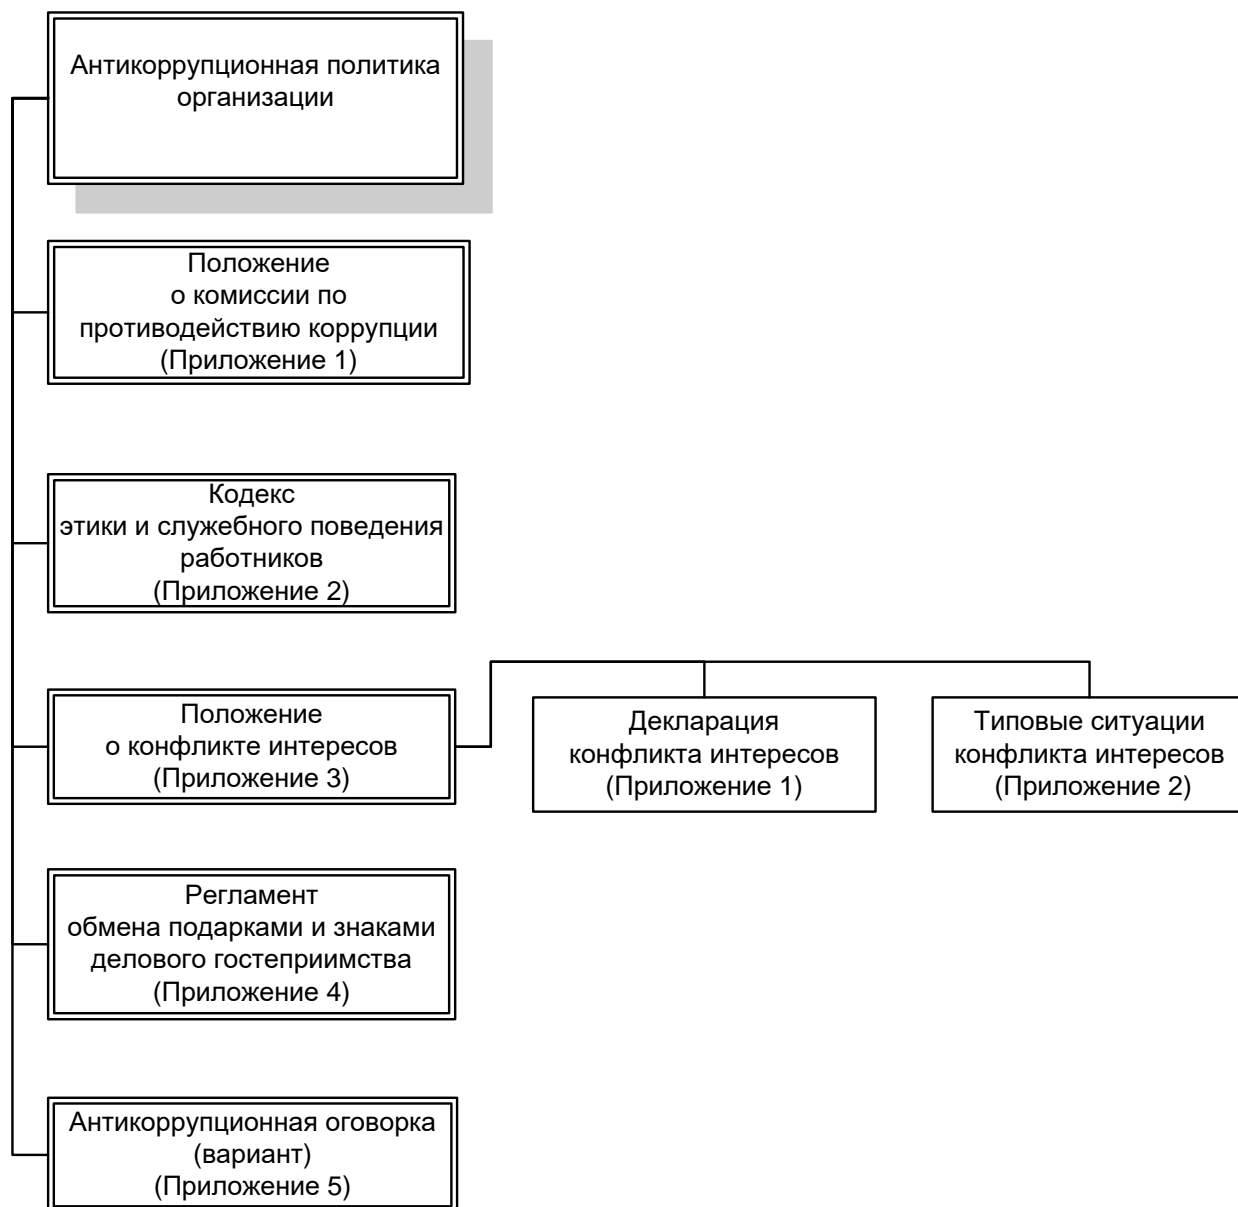 Антикоррупционная политика
организации
Положение
о комиссии по
противодействию коррупции
(Приложение 1)
Кодекс
этики и служебного поведения
работников
(Приложение 2)
Положение
о конфликте интересов
(Приложение 3)
Декларация
конфликта интересов
(Приложение 1)
Типовые ситуации
конфликта интересов
(Приложение 2)
Регламент
обмена подарками и знаками
делового гостеприимства
(Приложение 4)
Антикоррупционная оговорка
(вариант)
(Приложение 5)